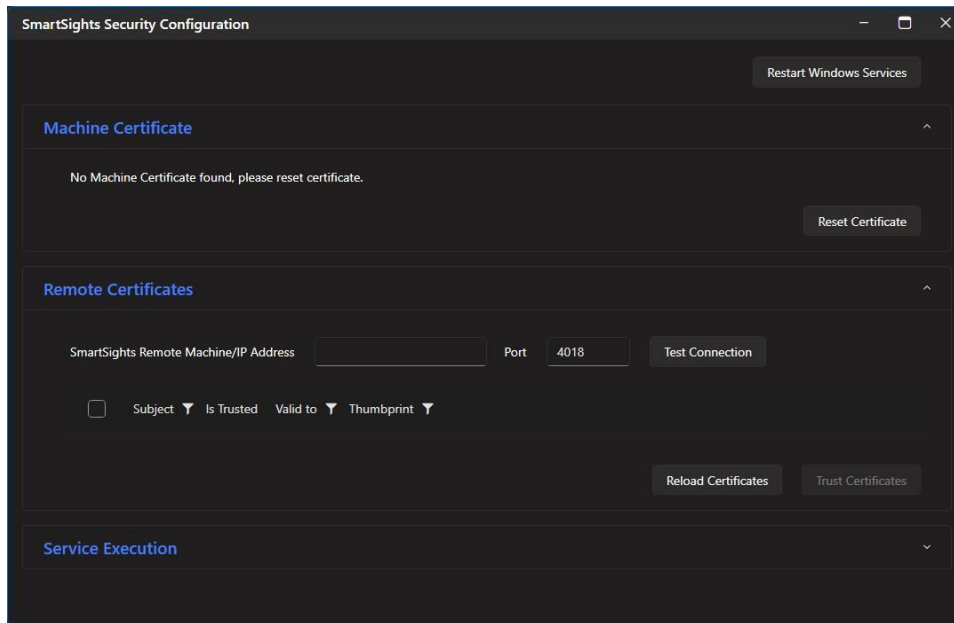 SmartSights Security Configuration
Restart Windows Services
Machine Certificate
No Machine Certificate found, please reset certificate.
Reset Certificate
Remote Certificates
SmartSights Remote Machine/IP Address Port 4018 Test Connection
Subject Is Trusted Valid to Thumbprint
Reload Certificates Trust Certificates
Service Execution